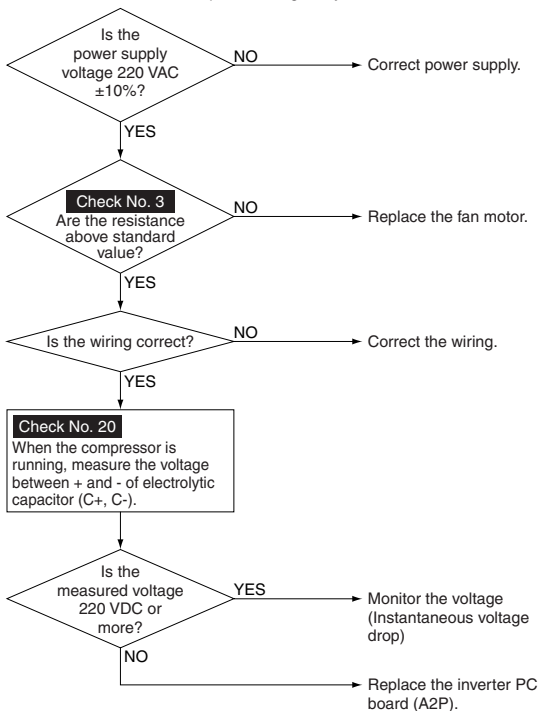 Is the
power supply
voltage 220 VAC
±10%?
NO
Correct power supply.
YES
Check No. 3
Are the resistance
above standard
value?
NO
Replace the fan motor.
YES
Is the wiring correct?
NO
Correct the wiring.
YES
Check No. 20
When the compressor is
running, measure the voltage
between + and - of electrolytic
capacitor (C+, C-).
Is the
measured voltage
220 VDC or
more?
YES
Monitor the voltage
(Instantaneous voltage
drop)
NO
Replace the inverter PC
board (A2P).